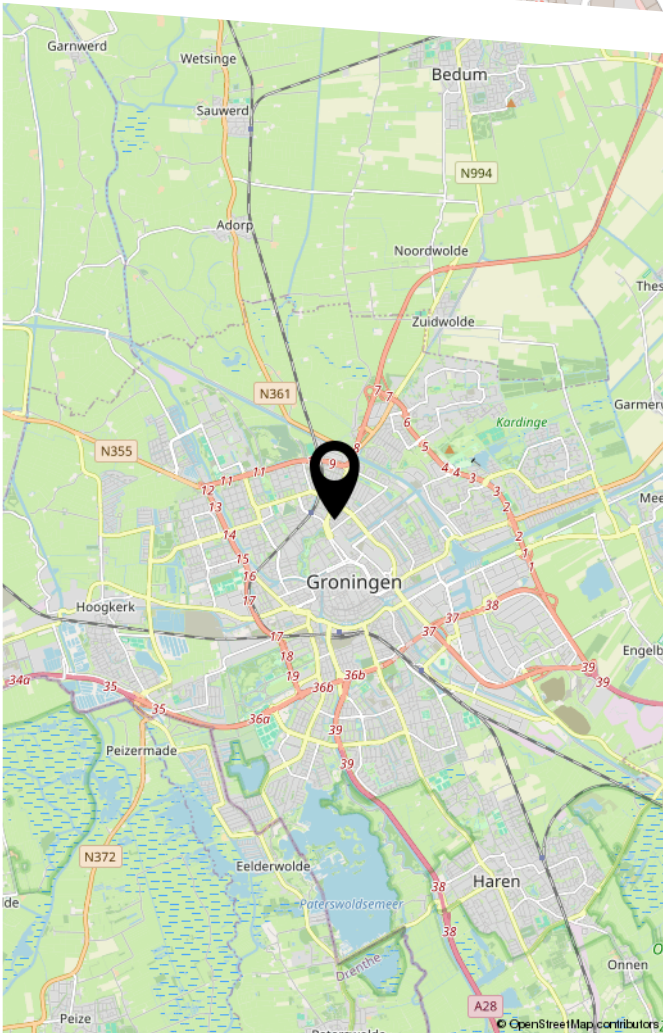 Garnwerd
Wetsinge
Bedum
Sauwerd
N994
Adorp
Noordwolde
Thes
Zuidwolde
7
7
N361
6
Kardinge
Garmerw
8
5
N355
9
4
4
3
3
11
11
12
Mee
13
2
14
2
15
1
1
16
Groningen
38
17
37
Hoogkerk
37
17
18
Engelb
39
34a
35
19
36b
36b
39
35
36a
39
Peizermade
39
N372
Eelderwolde
38
Haren
lde
Paterswoldsemeer
38
Drenthe
O
Onnen
A28
Peize
© OpenStreetMap contributors